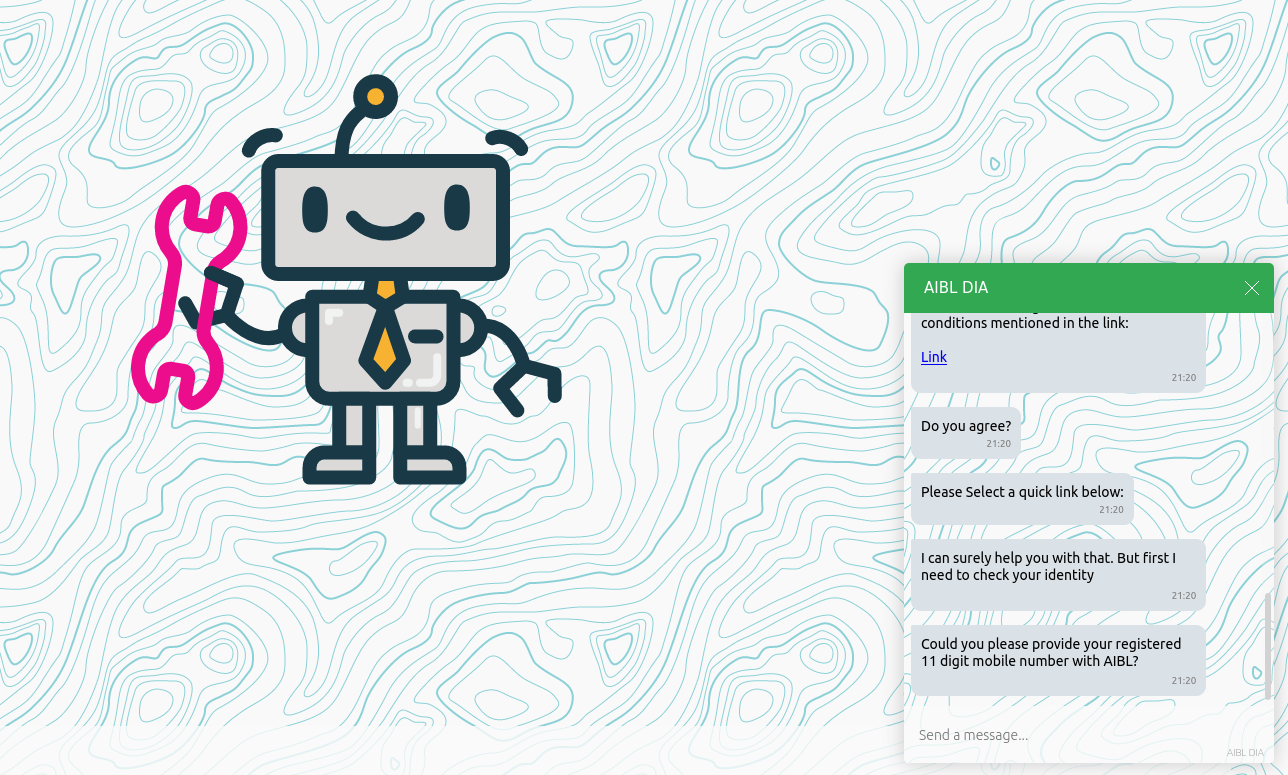 AIBL DIA
conditions mentioned in the link:
Link
21:20
Do you agree?
21:20
Please Select a quick link below:
21:20
I can surely help you with that. But first I
need to check your identity
21:20
Could you please provide your registered
11 digit mobile number with AIBL?
21:20
Send a message...
AIBL DIA